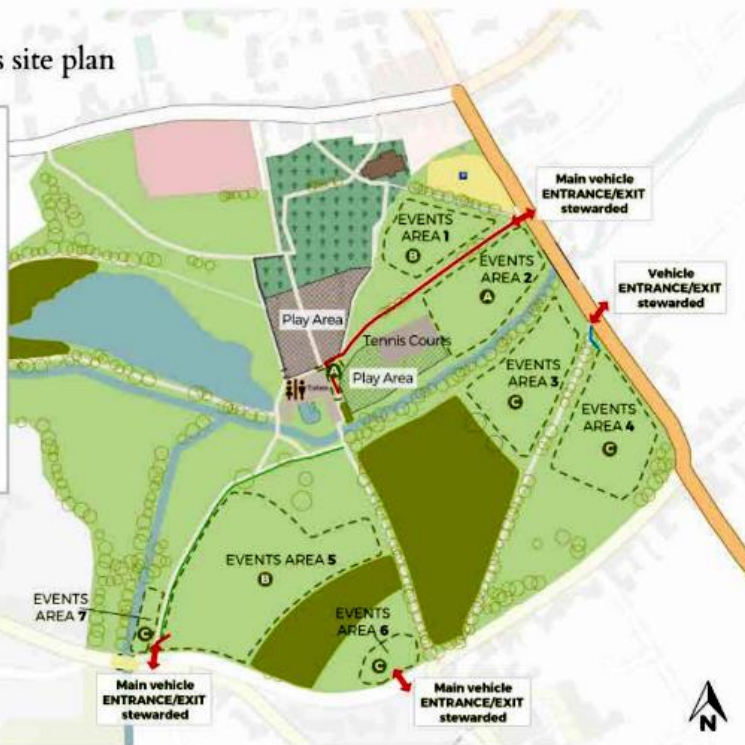 s site plan
P
Main vehicle
ENTRANCE/EXIT
stewarded
EVENTS
AREA 1
B
EVENTS
AREA 2
A
Vehicle
ENTRANCE/EXIT
stewarded
Play Area
Tennis Courts
A
Toilets
Play Area
EVENTS
AREA 3
C
EVENTS
AREA 4
C
EVENTS AREA 5
B
EVENTS
AREA 7
C
EVENTS
AREA 6
C
Main vehicle
ENTRANCE/EXIT
stewarded
Main vehicle
ENTRANCE/EXIT
stewarded
N